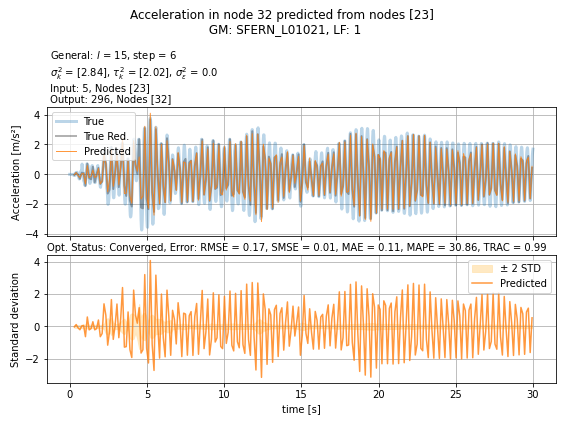 Acceleration in node 32 predicted from nodes [23]
GM: SFERN_L01021, LF: 1
General: l = 15, step = 6
σ²ₖ = [2.84], τ²ₖ = [2.02], σ²ₑ = 0.0
Input: 5, Nodes [23]
Output: 296, Nodes [32]
True
True Red.
Predicted
Acceleration [m/s²]
4
2
0
−2
−4
Opt. Status: Converged, Error: RMSE = 0.17, SMSE = 0.01, MAE = 0.11, MAPE = 30.86, TRAC = 0.99
± 2 STD
Predicted
Standard deviation
4
2
0
−2
0 5 10 15 20 25 30
time [s]